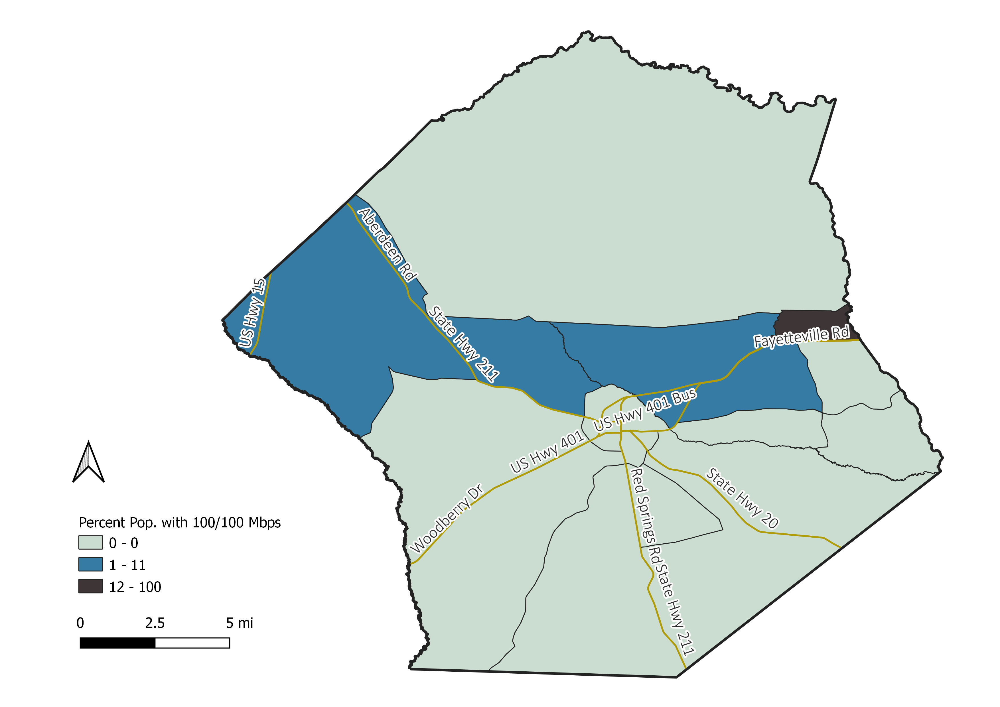 Aberdeen Rd
US Hwy 15
State Hwy 211
Fayetteville Rd
US Hwy 401 Bus
US Hwy 401
Woodberry Dr
Red Springs Rd
State Hwy 20
State Hwy 211
Percent Pop. with 100/100 Mbps
0 - 0
1 - 11
12 - 100
0 2.5 5 mi